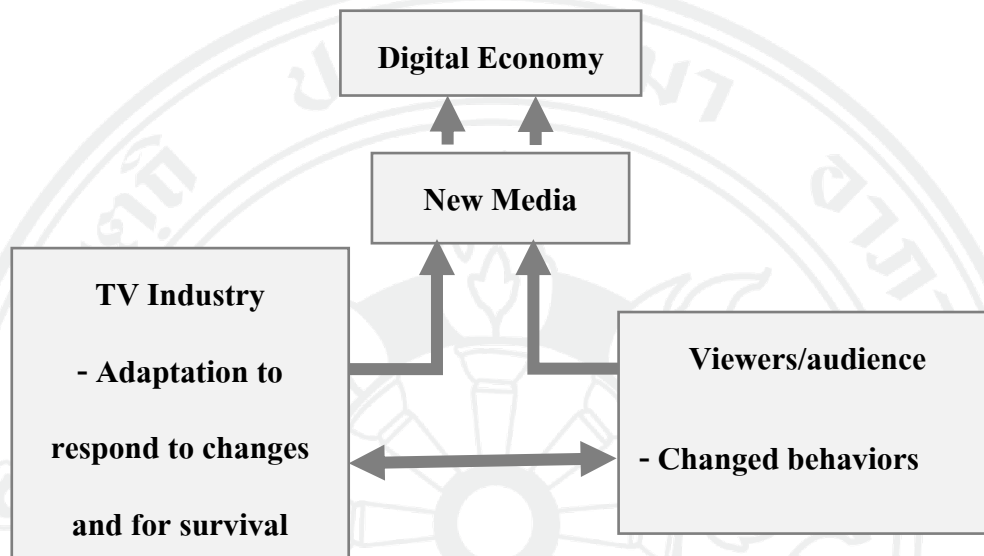 Digital Economy
New Media
TV Industry
- Adaptation to
respond to changes
and for survival
Viewers/audience
- Changed behaviors